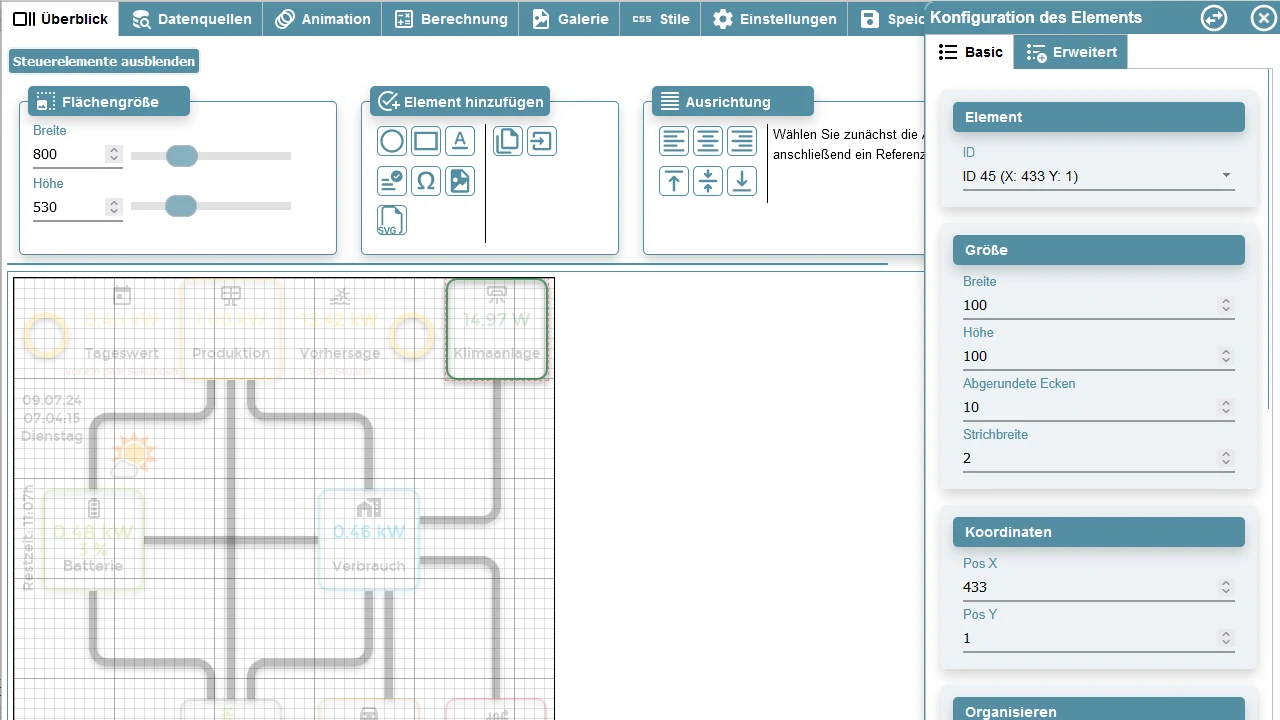 Überblick
Datenquellen
Animation
Berechnung
Galerie
css Stile
Einstellungen
Speic
Konfiguration des Elements
Basic
Erweitert
Steuerelemente ausblenden
Flächengröße
Breite
800
Höhe
530
Element hinzufügen
A
Ω
SVG
Ausrichtung
Wählen Sie zunächst die
anschließend ein Referenz
Element
ID
ID 45 (X: 433 Y: 1)
Größe
Breite
100
Höhe
100
Abgerundete Ecken
10
Strichbreite
2
Koordinaten
Pos X
433
Pos Y
1
Organisieren
Tageswert
Produktion
13.42 kW
Vorhersage
14.97 W
Klimaanlage
09.07.24
07:04:15
Dienstag
Restzeit: 11:07h
0.48 kW
3 %
Batterie
0.46 kW
Verbrauch